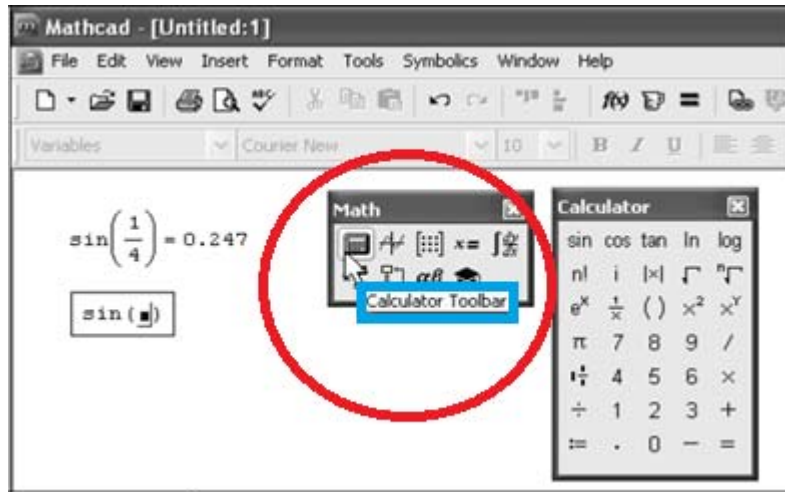 Mathcad - [Untitled:1]
File Edit View Insert Format Tools Symbolics Window Help
Variables Courier New 10 B I U
sin(1/4) = 0.247
sin(■)
Math
x=
αβ
Calculator Toolbar
Calculator
sin cos tan ln log
n! i |×| √ ⁿ√
eˣ 1/x ( ) ×² ×ʸ
π 7 8 9 /
4 5 6 ×
÷ 1 2 3 +
:= . 0 − =